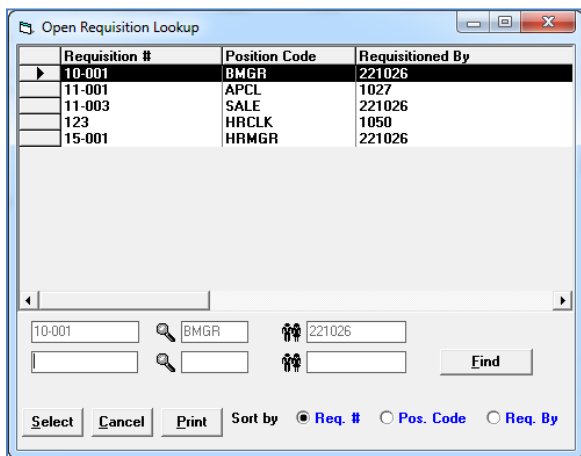 Open Requisition Lookup
Requisition # Position Code Requisitioned By
10-001 BMGR 221026
11-001 APCL 1027
11-003 SALE 221026
123 HRCLK 1050
15-001 HRMGR 221026
10-001 BMGR 221026
Find
Select Cancel Print Sort by Req. # Pos. Code Req. By